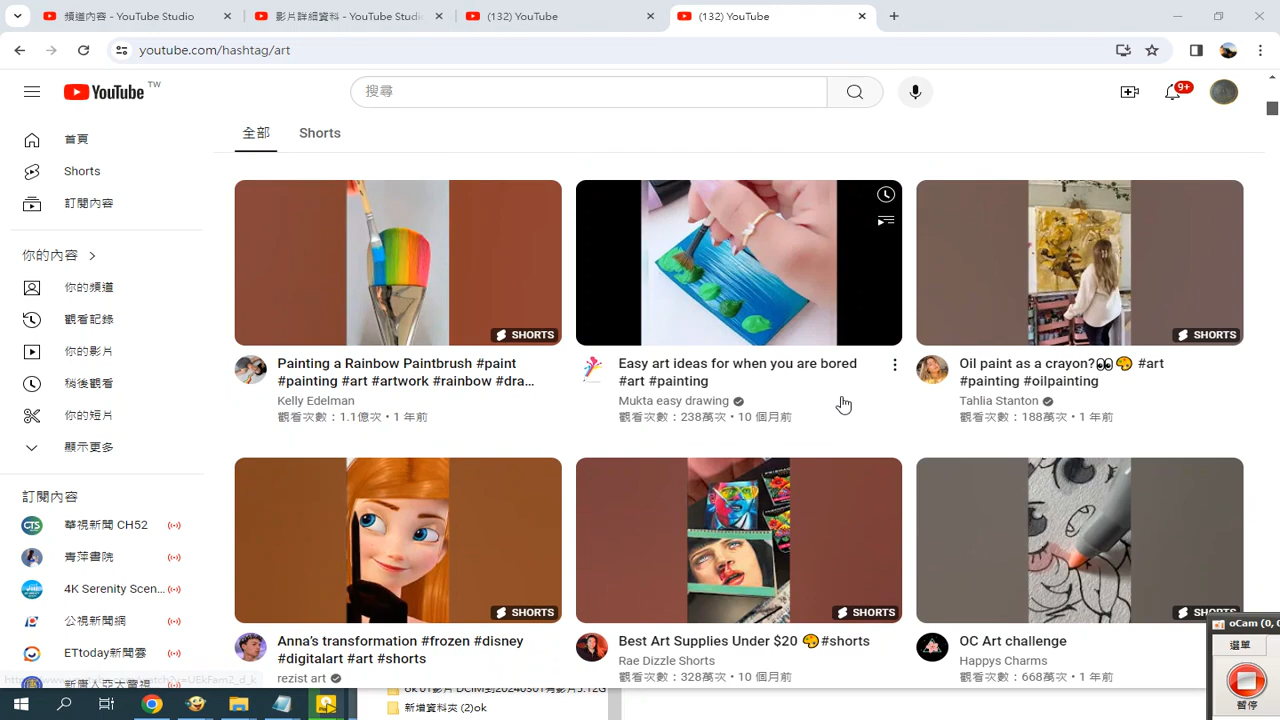 頻道內容 - YouTube Studio
影片詳細資料 - YouTube Studi
(132) YouTube
(132) YouTube
youtube.com/hashtag/art
YouTube
TW
搜尋
9+
全部
Shorts
首頁
Shorts
訂閱內容
你的內容
你的頻道
觀看記錄
你的影片
稍後觀看
你的短片
顯示更多
訂閱內容
華視新聞 CH52
青萍書院
4K Serenity Scen...
公視新聞網
ETtoday新聞雲
新唐人亞太電視
SHORTS
Painting a Rainbow Paintbrush #paint
#painting #art #artwork #rainbow #dra...
Kelly Edelman
觀看次數：1.1億次 • 1 年前
SHORTS
Easy art ideas for when you are bored
#art #painting
Mukta easy drawing
觀看次數：238萬次 • 10 個月前
SHORTS
Oil paint as a crayon?👀🎨 #art
#painting #oilpainting
Tahlia Stanton
觀看次數：188萬次 • 1 年前
SHORTS
Anna's transformation #frozen #disney
#digitalart #art #shorts
rezist art
SHORTS
Best Art Supplies Under $20 🎨#shorts
Rae Dizzle Shorts
觀看次數：328萬次 • 10 個月前
SHORTS
OC Art challenge
Happys Charms
觀看次數：668萬次 • 1 年前
oCam (0, 0
選單
暫停
新增資料夾 (2)ok